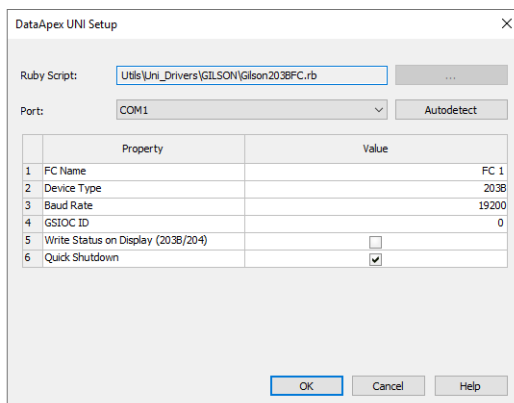 DataApex UNI Setup
Ruby Script: Utils\Uni_Drivers\GILSON\Gilson203BFC.rb ...
Port: COM1 Autodetect
Property Value
1 FC Name FC 1
2 Device Type 203B
3 Baud Rate 19200
4 GSIOC ID 0
5 Write Status on Display (203B/204)
6 Quick Shutdown
OK Cancel Help